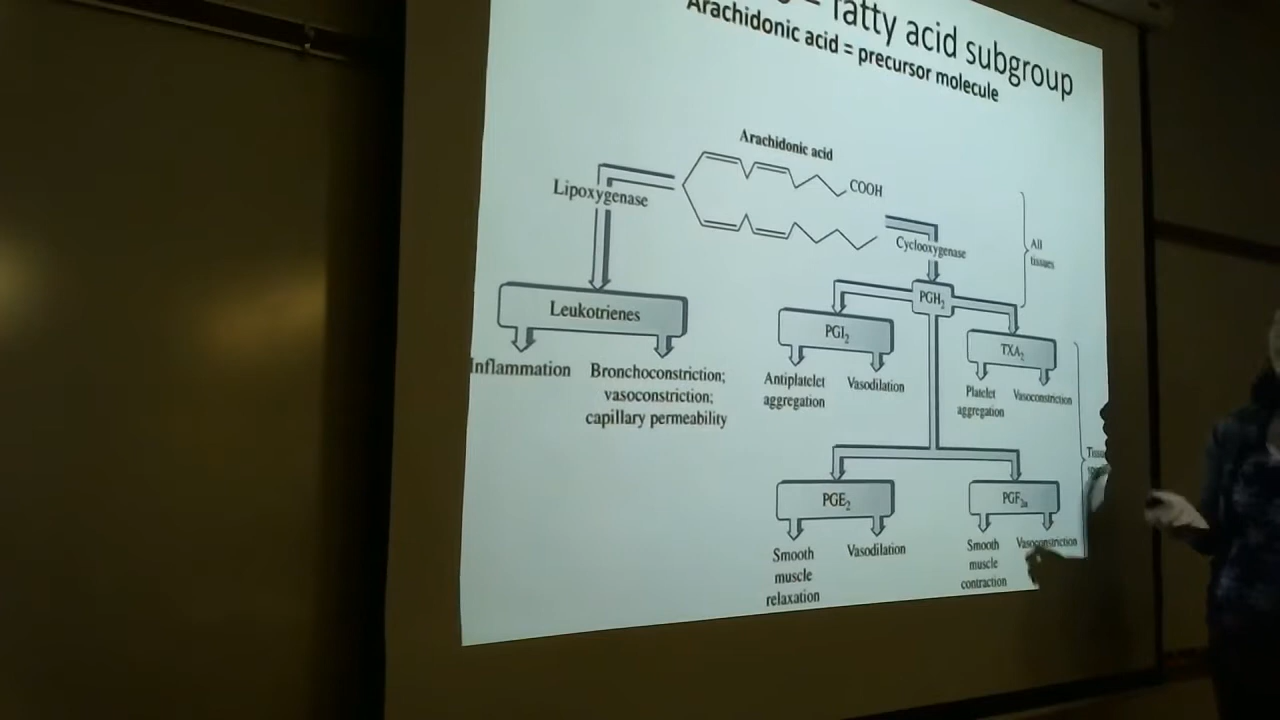 = fatty acid subgroup
Arachidonic acid = precursor molecule
Arachidonic acid
COOH
Lipoxygenase
Cyclooxygenase
All
tissues
PGH₂
Leukotrienes
PGI₂
TXA₂
Inflammation
Bronchoconstriction;
vasoconstriction;
capillary permeability
Antiplatelet
aggregation
Vasodilation
Platelet
aggregation
Vasoconstriction
PGE₂
PGF₂α
Smooth
muscle
relaxation
Vasodilation
Smooth
muscle
contraction
Vasoconstriction